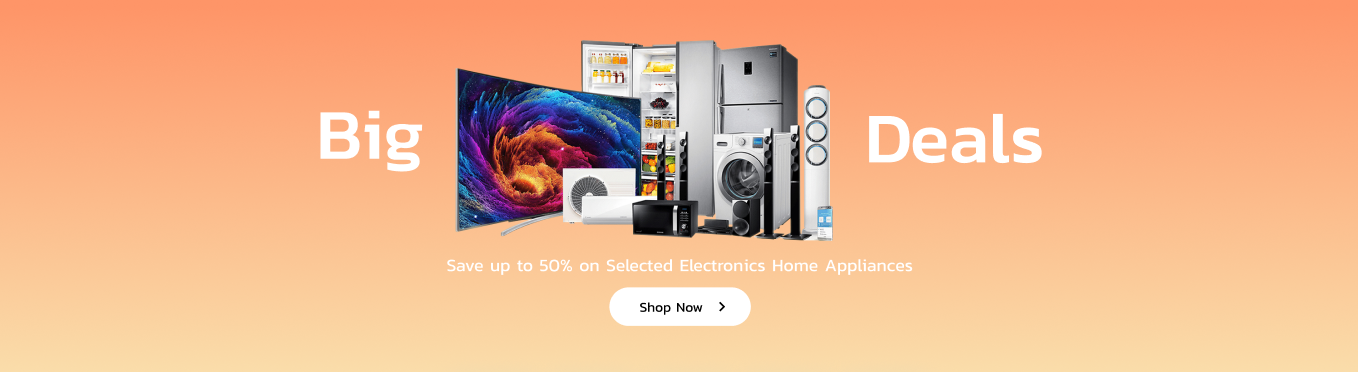 Big Deals
Save up to 50% on Selected Electronics Home Appliances
Shop Now